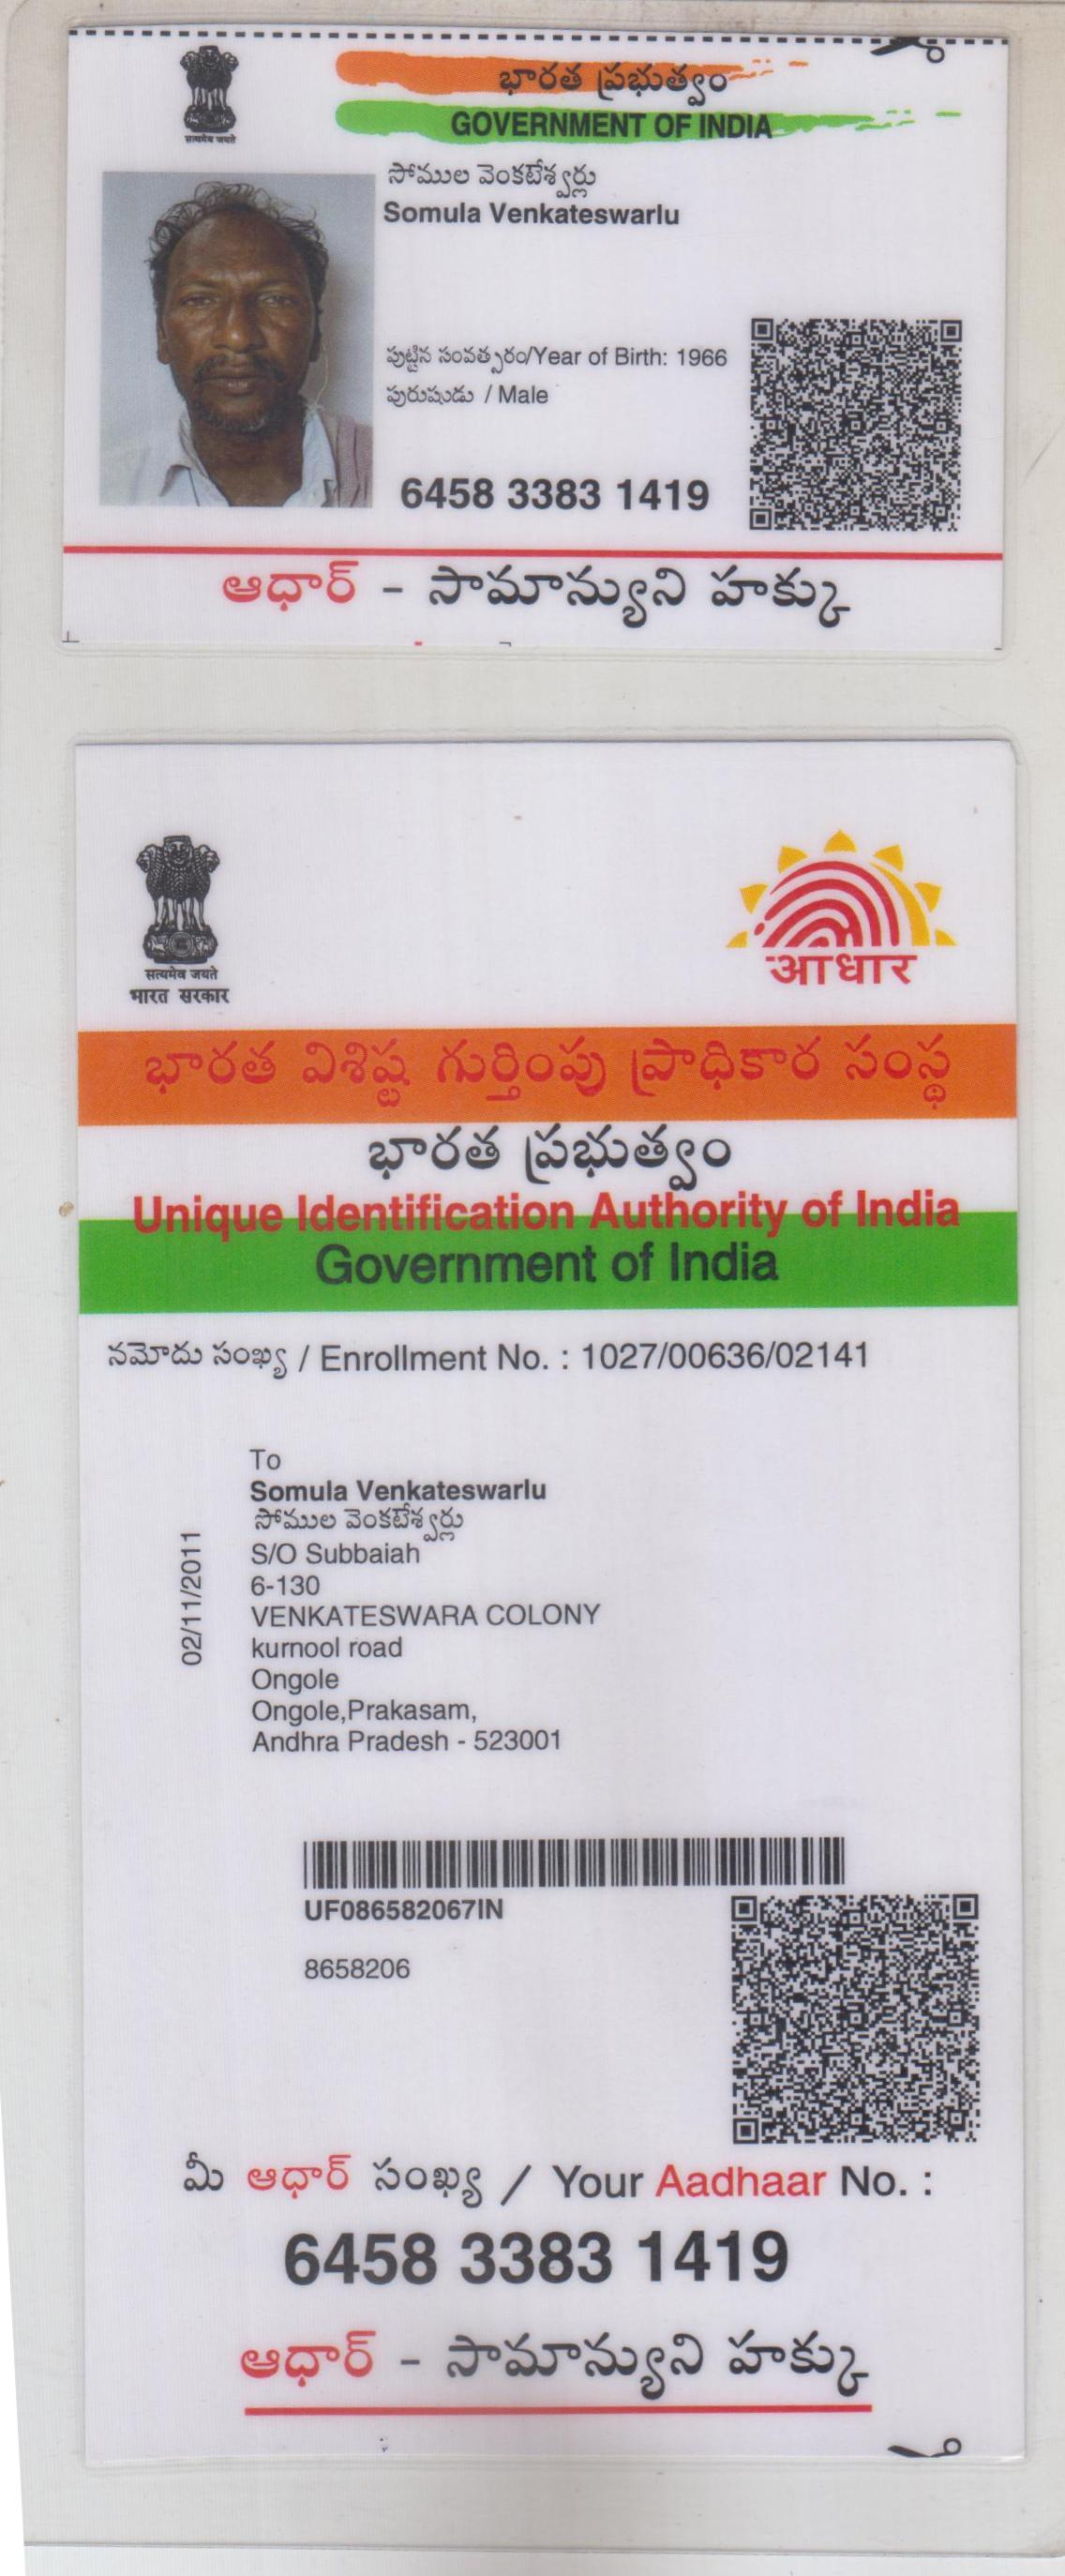 సత్యమేవ జయతే
భారత ప్రభుత్వం
GOVERNMENT OF INDIA
సోముల వెంకటేశ్వర్లు
Somula Venkateswarlu
పుట్టిన సంవత్సరం/Year of Birth: 1966
పురుషుడు / Male
6458 3383 1419
ఆధార్ - సామాన్యుని హక్కు
सत्यमेव जयते
भारत सरकार
आधार
భారత విశిష్ట గుర్తింపు ప్రాధికార సంస్థ
భారత ప్రభుత్వం
Unique Identification Authority of India
Government of India
నమోదు సంఖ్య / Enrollment No. : 1027/00636/02141
02/11/2011
To
Somula Venkateswarlu
సోముల వెంకటేశ్వర్లు
S/O Subbaiah
6-130
VENKATESWARA COLONY
kurnool road
Ongole
Ongole,Prakasam,
Andhra Pradesh - 523001
UF086582067IN
8658206
మీ ఆధార్ సంఖ్య / Your Aadhaar No. :
6458 3383 1419
ఆధార్ - సామాన్యుని హక్కు